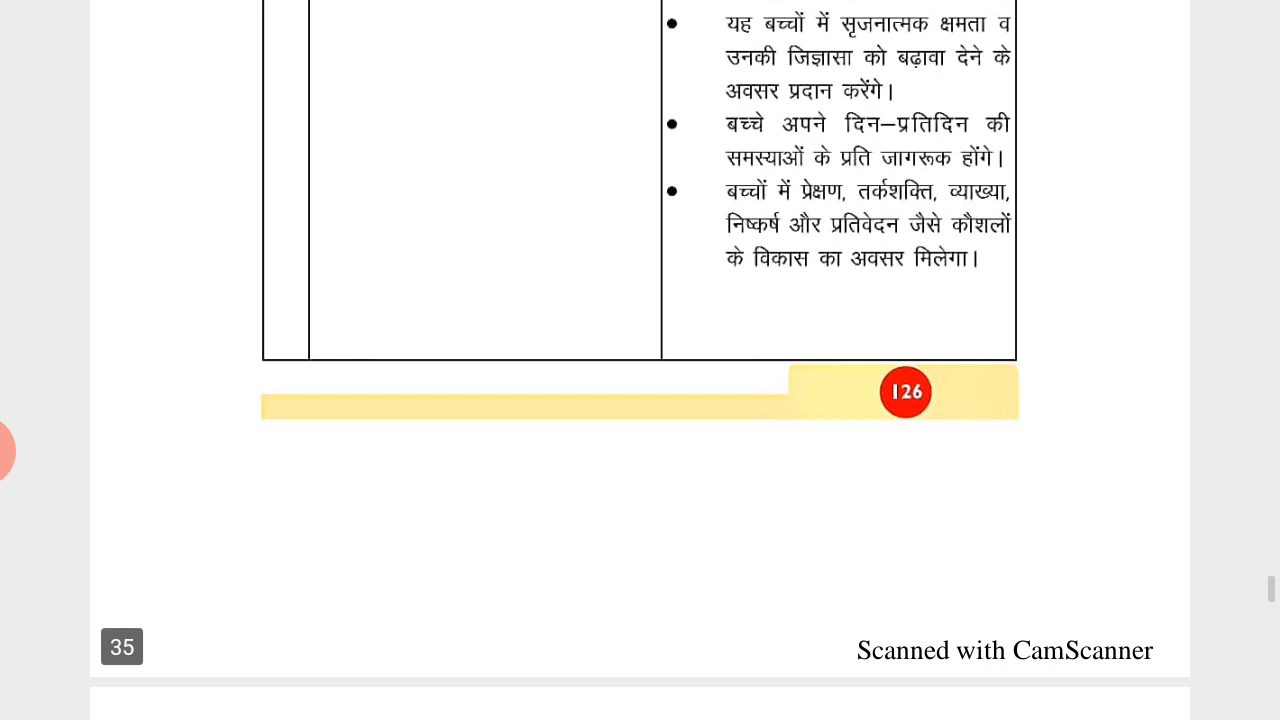 ● यह बच्चों में सृजनात्मक क्षमता व
उनकी जिज्ञासा को बढ़ावा देने के
अवसर प्रदान करेंगे।
● बच्चे अपने दिन–प्रतिदिन की
समस्याओं के प्रति जागरूक होंगे।
● बच्चों में प्रेक्षण, तर्कशक्ति, व्याख्या,
निष्कर्ष और प्रतिवेदन जैसे कौशलों
के विकास का अवसर मिलेगा।
126
35
Scanned with CamScanner